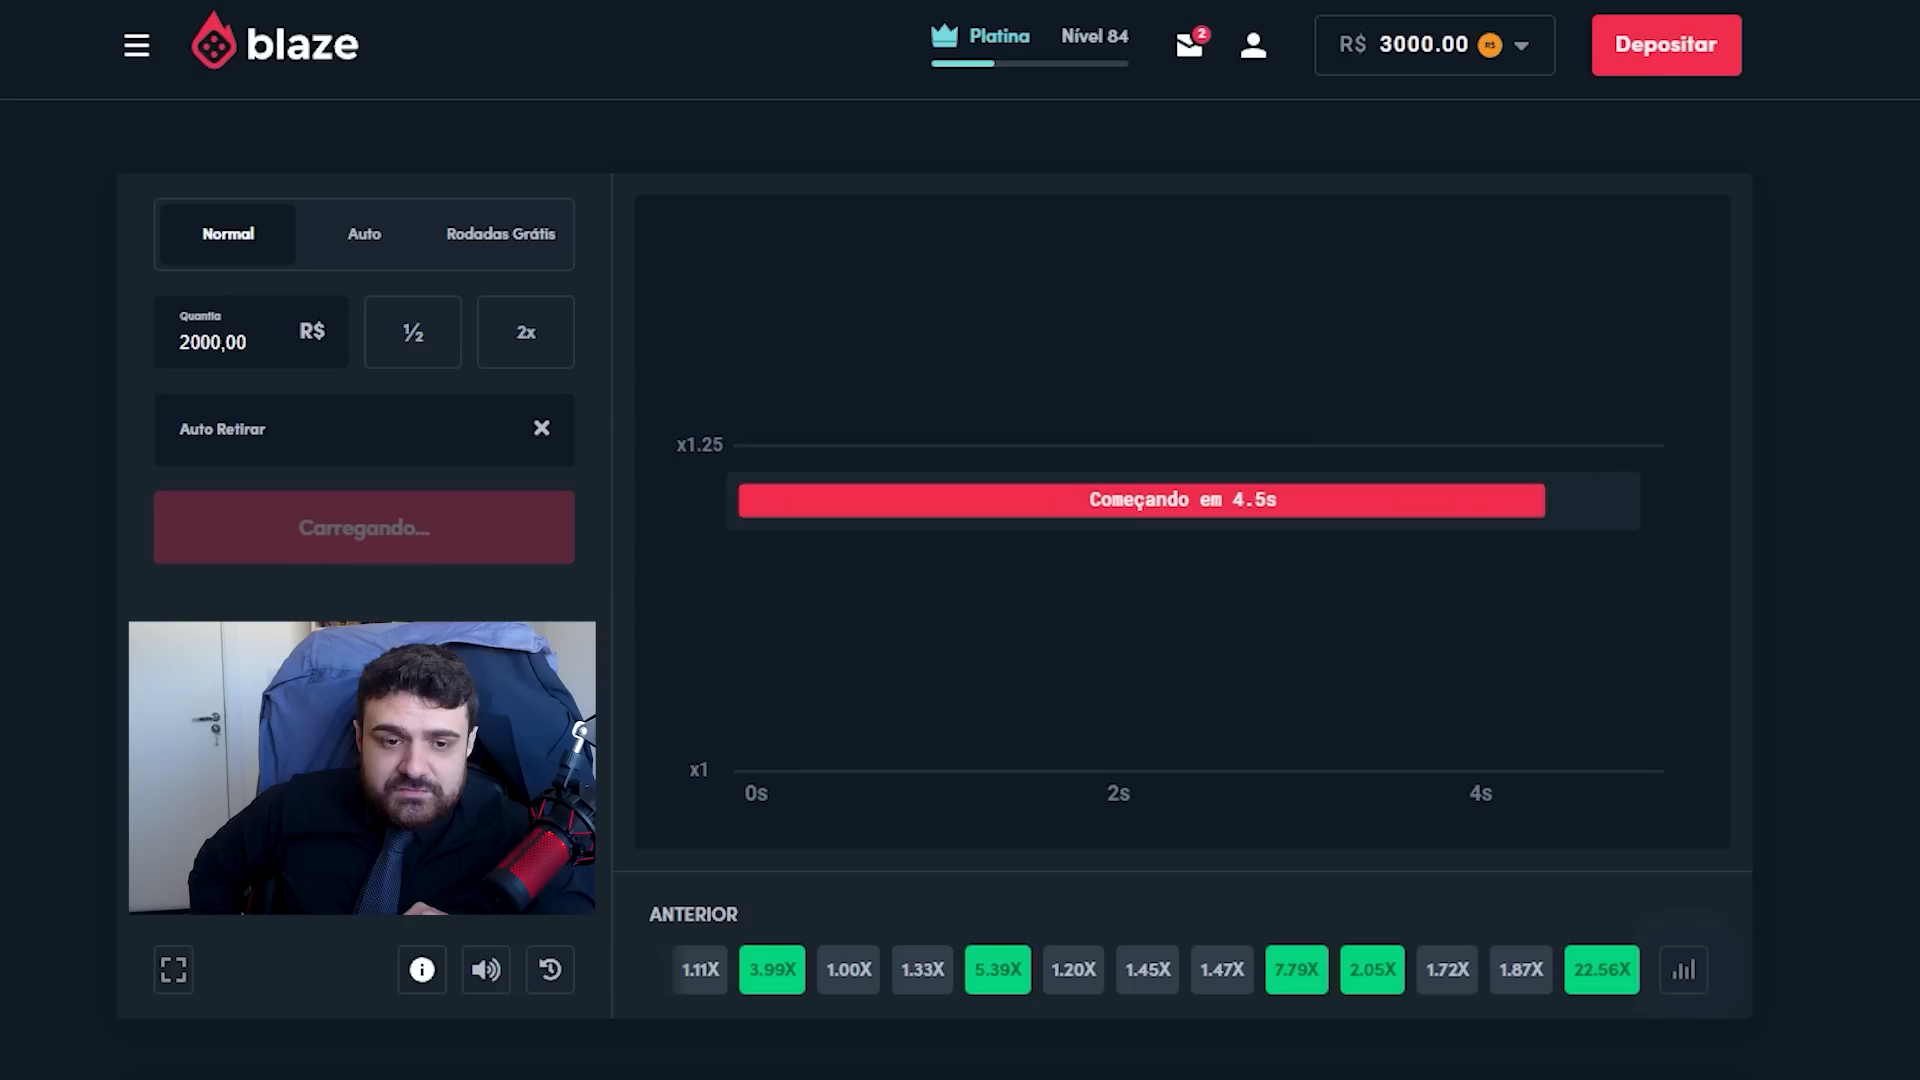 blaze
Platina Nível 84
2
R$ 3000.00 R$
Depositar
Normal Auto Rodadas Grátis
Quantia
2000,00 R$ ½ 2x
Auto Retirar
Carregando...
x1.25
Começando em 4.5s
x1
0s 2s 4s
ANTERIOR
1.11X 3.99X 1.00X 1.33X 5.39X 1.20X 1.45X 1.47X 7.79X 2.05X 1.72X 1.87X 22.56X